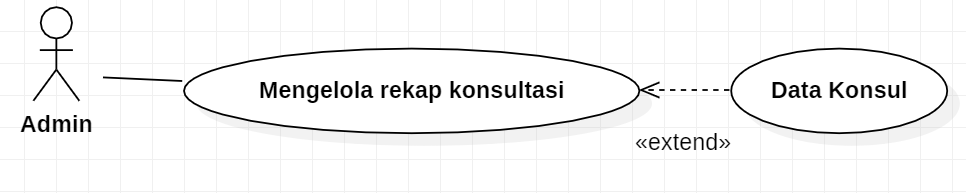 Mengelola rekap konsultasi
Data Konsul
Admin
«extend»